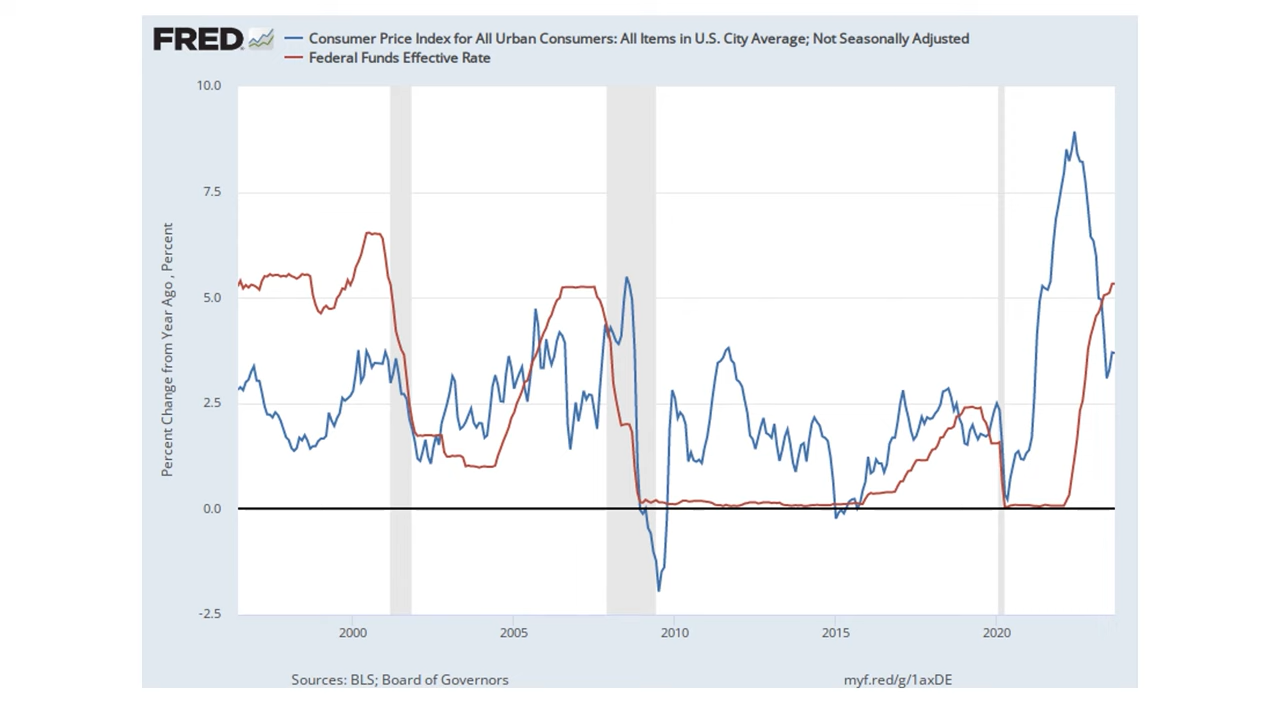 FRED
Consumer Price Index for All Urban Consumers: All Items in U.S. City Average; Not Seasonally Adjusted
Federal Funds Effective Rate
Percent Change from Year Ago , Percent
10.0
7.5
5.0
2.5
0.0
-2.5
2000 2005 2010 2015 2020
Sources: BLS; Board of Governors
myf.red/g/1axDE